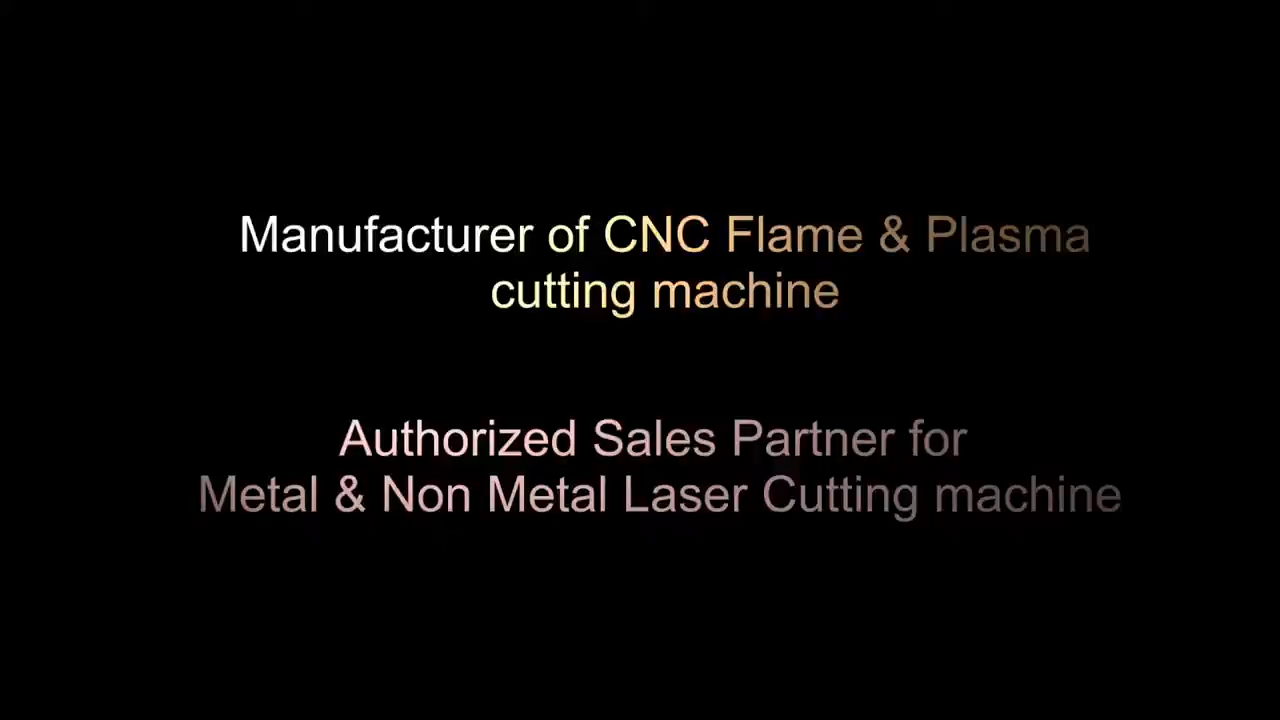 Manufacturer of CNC Flame & Plasma
cutting machine
Authorized Sales Partner for
Metal & Non Metal Laser Cutting machine